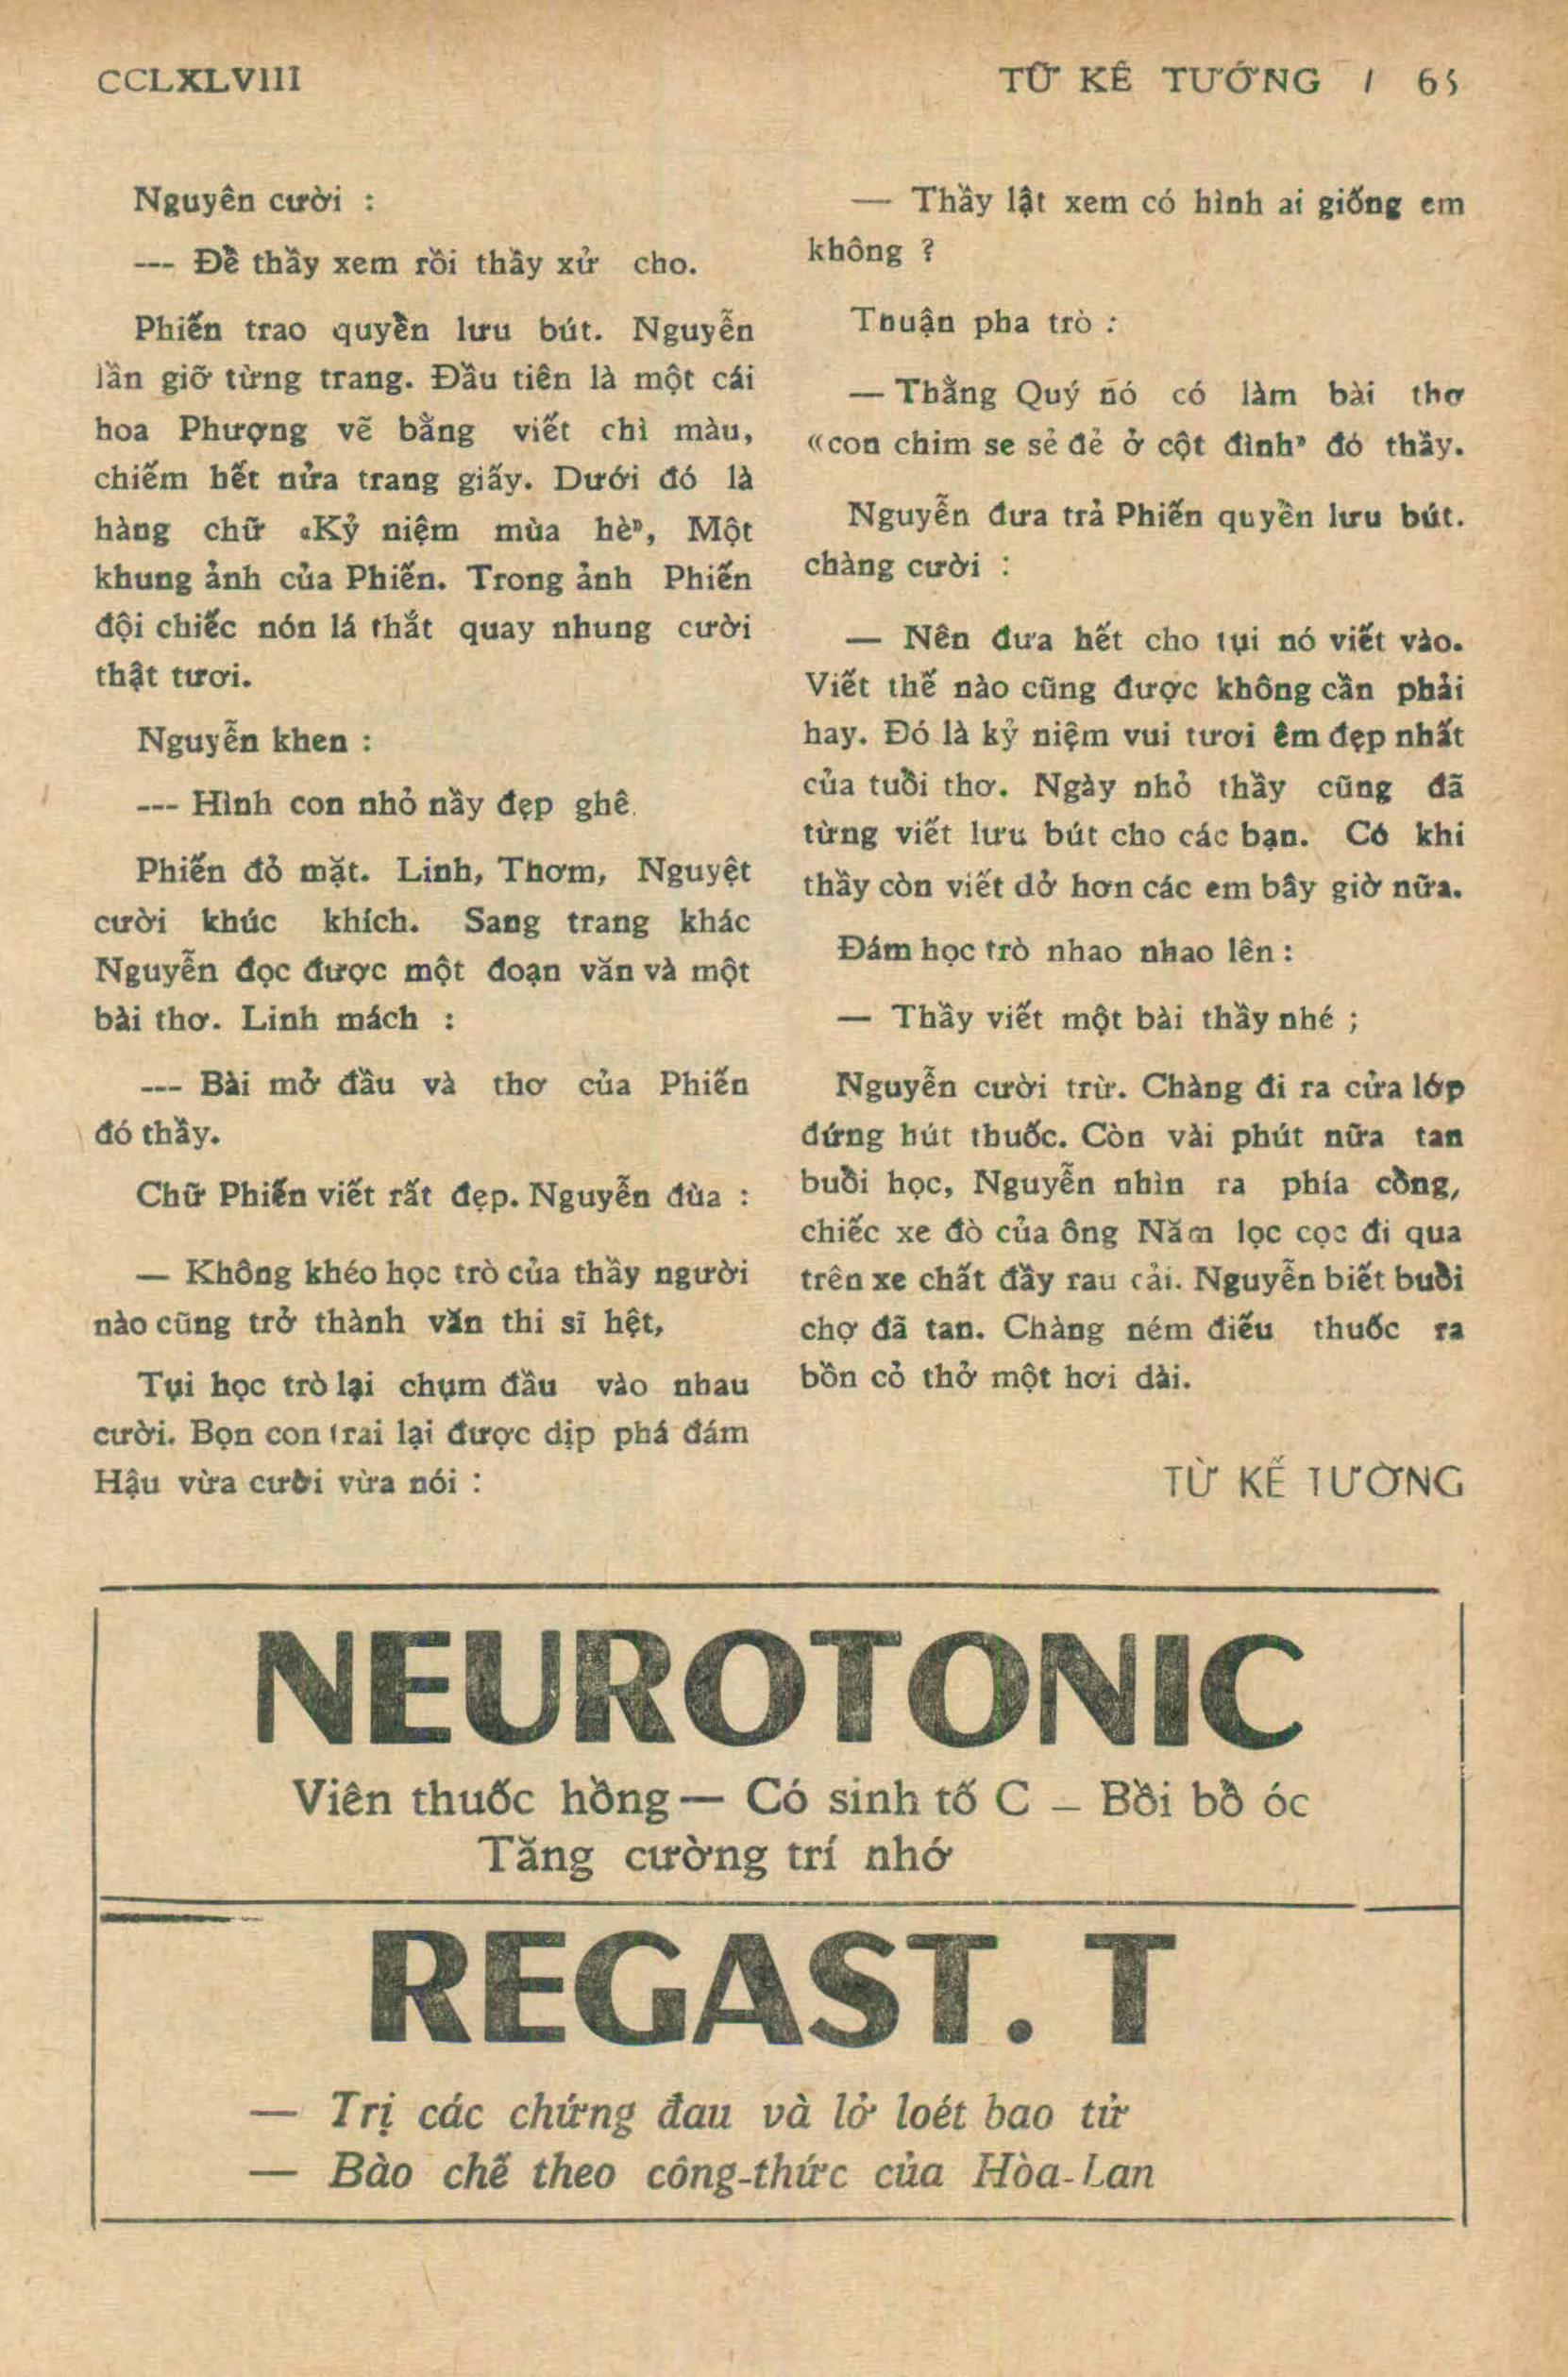 CCLXLVIII
TỪ KẾ TƯỚNG / 65
Nguyên cười :
--- Để thầy xem rồi thầy xử cho.
Phiến trao quyển lưu bút. Nguyễn
lần giỡ từng trang. Đầu tiên là một cái
hoa Phượng vẽ bằng viết chì màu,
chiếm hết nửa trang giấy. Dưới đó là
hàng chữ «Kỷ niệm mùa hè», Một
khung ảnh của Phiến. Trong ảnh Phiến
đội chiếc nón lá thắt quay nhung cười
thật tươi.
Nguyễn khen :
--- Hình con nhỏ nầy đẹp ghê.
Phiến đỏ mặt. Linh, Thơm, Nguyệt
cười khúc khích. Sang trang khác
Nguyễn đọc được một đoạn văn và một
bài thơ. Linh mách :
--- Bài mở đầu và thơ của Phiến
đó thầy.
Chữ Phiến viết rất đẹp. Nguyễn đùa :
— Không khéo học trò của thầy người
nào cũng trở thành văn thi sĩ hệt,
Tụi học trò lại chụm đầu vào nhau
cười. Bọn con trai lại được dịp phá đám
Hậu vừa cười vừa nói :
— Thầy lật xem có hình ai giống em
không ?
Thuận pha trò :
— Thằng Quý nó có làm bài thơ
«con chim se sẻ đẻ ở cột đình» đó thầy.
Nguyễn đưa trả Phiến quyển lưu bút.
chàng cười :
— Nên đưa hết cho tụi nó viết vào.
Viết thế nào cũng được không cần phải
hay. Đó là kỷ niệm vui tươi êm đẹp nhất
của tuổi thơ. Ngày nhỏ thầy cũng đã
từng viết lưu bút cho các bạn. Có khi
thầy còn viết dở hơn các em bây giờ nữa.
Đám học trò nhao nhao lên :
— Thầy viết một bài thầy nhé ;
Nguyễn cười trừ. Chàng đi ra cửa lớp
đứng hút thuốc. Còn vài phút nữa tan
buổi học, Nguyễn nhìn ra phía cổng,
chiếc xe đò của ông Năm lọc cọc đi qua
trên xe chất đầy rau cải. Nguyễn biết buổi
chợ đã tan. Chàng ném điếu thuốc ra
bồn cỏ thở một hơi dài.
TỪ KẾ TƯỜNG
NEUROTONIC
Viên thuốc hồng — Có sinh tố C — Bồi bổ óc
Tăng cường trí nhớ
REGAST. T
— Trị các chứng đau và lở loét bao tử
— Bào chế theo công-thức của Hòa-Lan